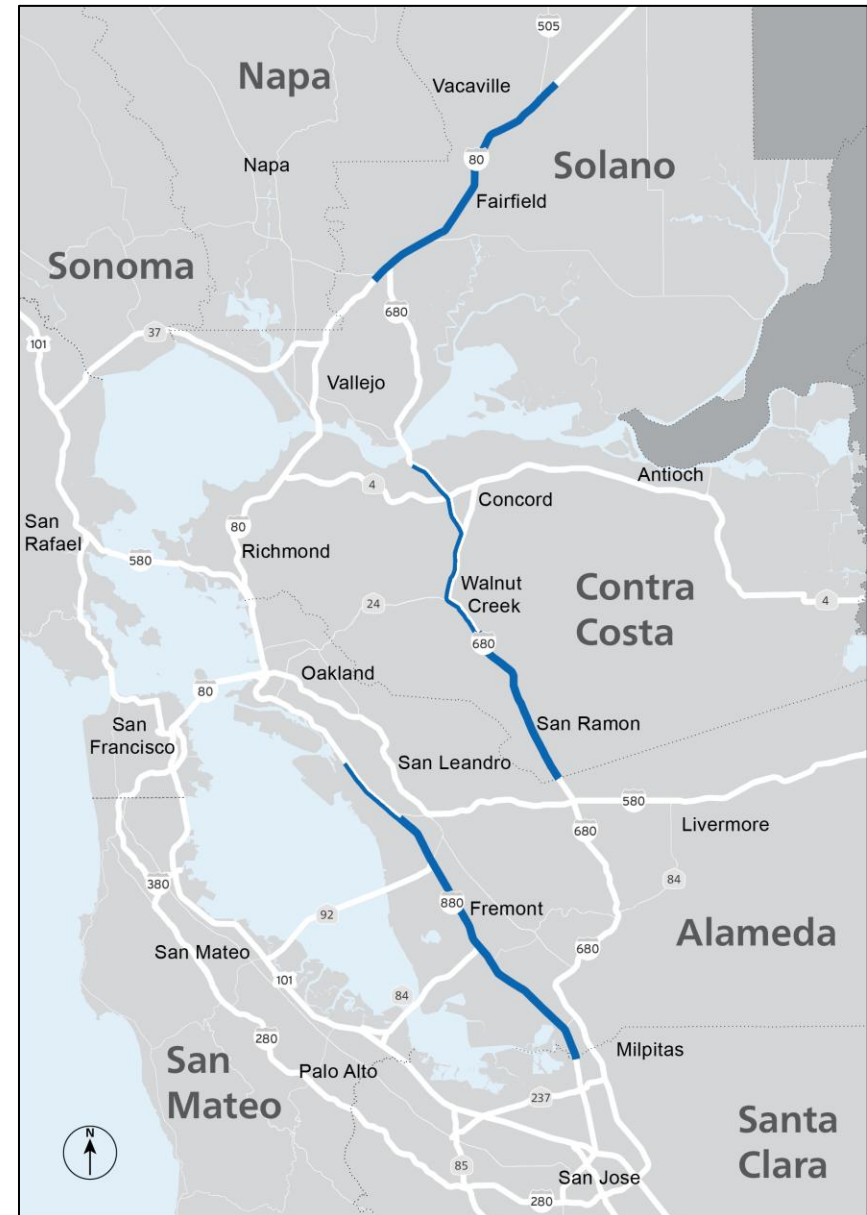 505
Napa
Vacaville
Napa
80
Solano
Fairfield
Sonoma
680
37
101
Vallejo
Antioch
4
Concord
San
Rafael
80
Richmond
580
Walnut
Creek
Contra
Costa
24
4
680
Oakland
80
San Ramon
San
Francisco
San Leandro
580
Livermore
680
380
84
880
Fremont
92
Alameda
San Mateo
680
101
84
280
Milpitas
San
Mateo
Palo Alto
237
Santa
Clara
N
85
San Jose
280